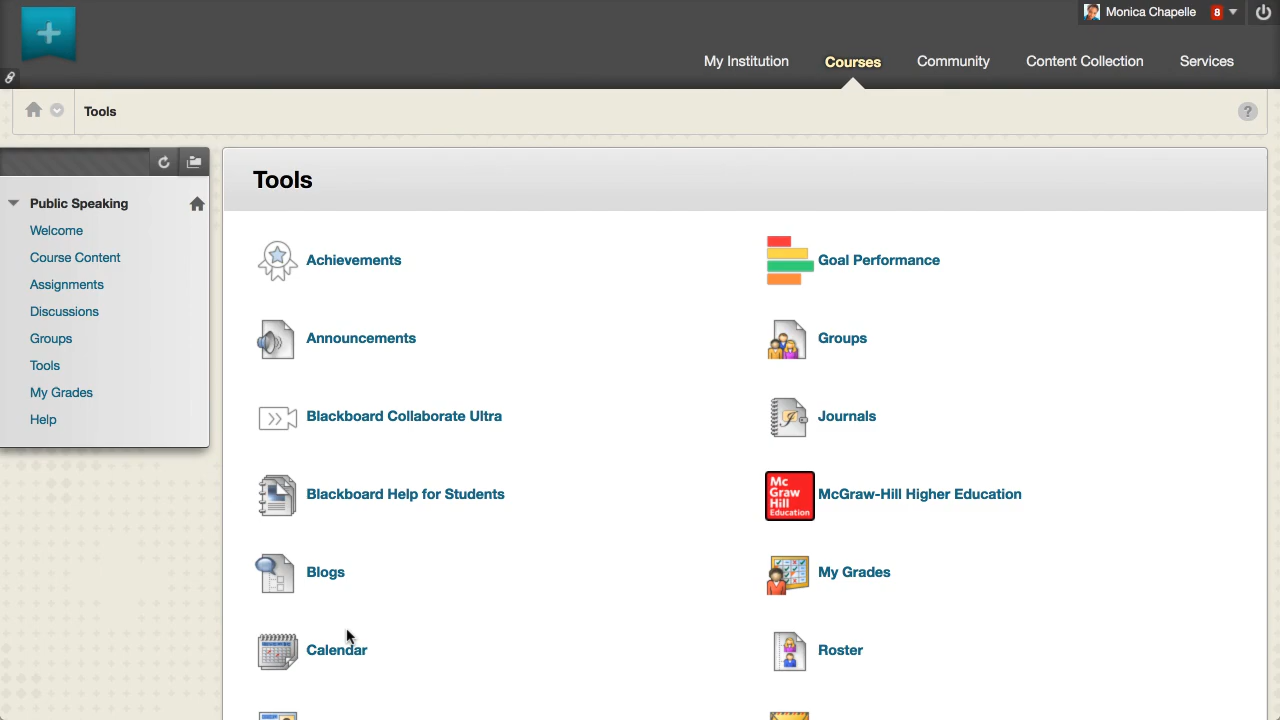 Monica Chapelle 8
My Institution Courses Community Content Collection Services
Tools
?
Public Speaking
Welcome
Course Content
Assignments
Discussions
Groups
Tools
My Grades
Help
Tools
Achievements
Goal Performance
Announcements
Groups
Blackboard Collaborate Ultra
Journals
Blackboard Help for Students
Mc
Graw
Hill
Education
McGraw-Hill Higher Education
Blogs
My Grades
Calendar
Roster